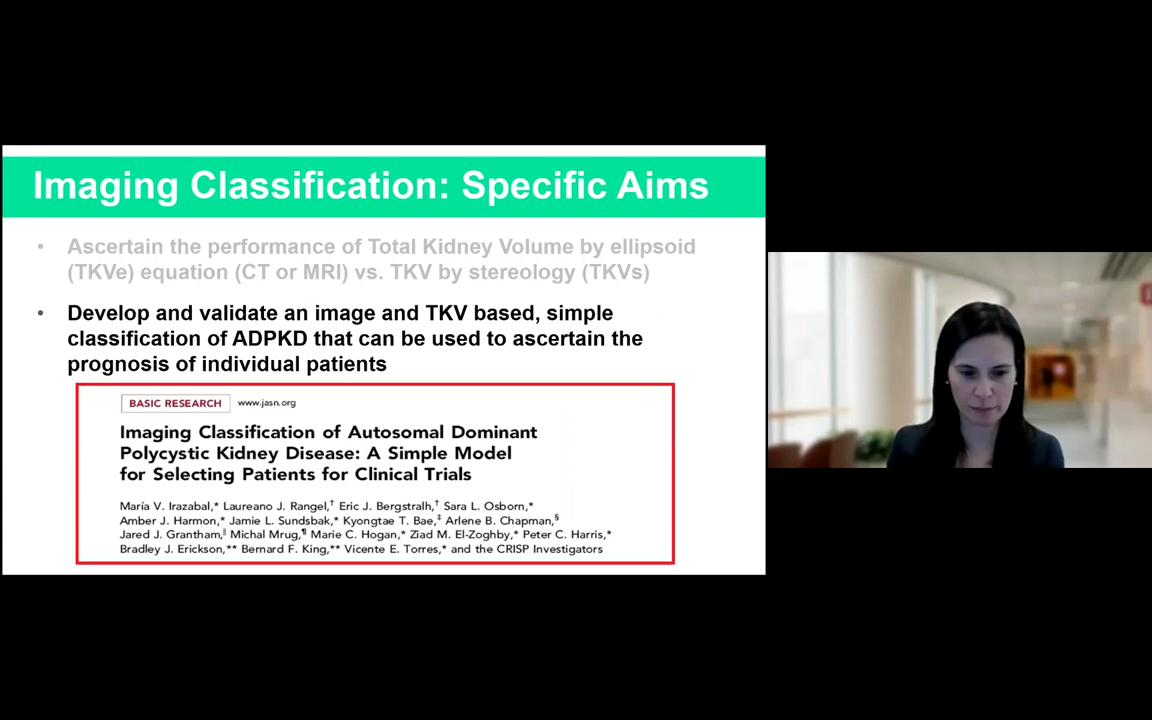 Imaging Classification: Specific Aims
• Ascertain the performance of Total Kidney Volume by ellipsoid
(TKVe) equation (CT or MRI) vs. TKV by stereology (TKVs)
• Develop and validate an image and TKV based, simple
classification of ADPKD that can be used to ascertain the
prognosis of individual patients
BASIC RESEARCH www.jasn.org
Imaging Classification of Autosomal Dominant
Polycystic Kidney Disease: A Simple Model
for Selecting Patients for Clinical Trials
María V. Irazabal,* Laureano J. Rangel,† Eric J. Bergstralh,† Sara L. Osborn,*
Amber J. Harmon,* Jamie L. Sundsbak,* Kyongtae T. Bae,‡ Arlene B. Chapman,§
Jared J. Grantham,‖ Michal Mrug,¶ Marie C. Hogan,* Ziad M. El-Zoghby,* Peter C. Harris,*
Bradley J. Erickson,** Bernard F. King,** Vicente E. Torres,* and the CRISP Investigators